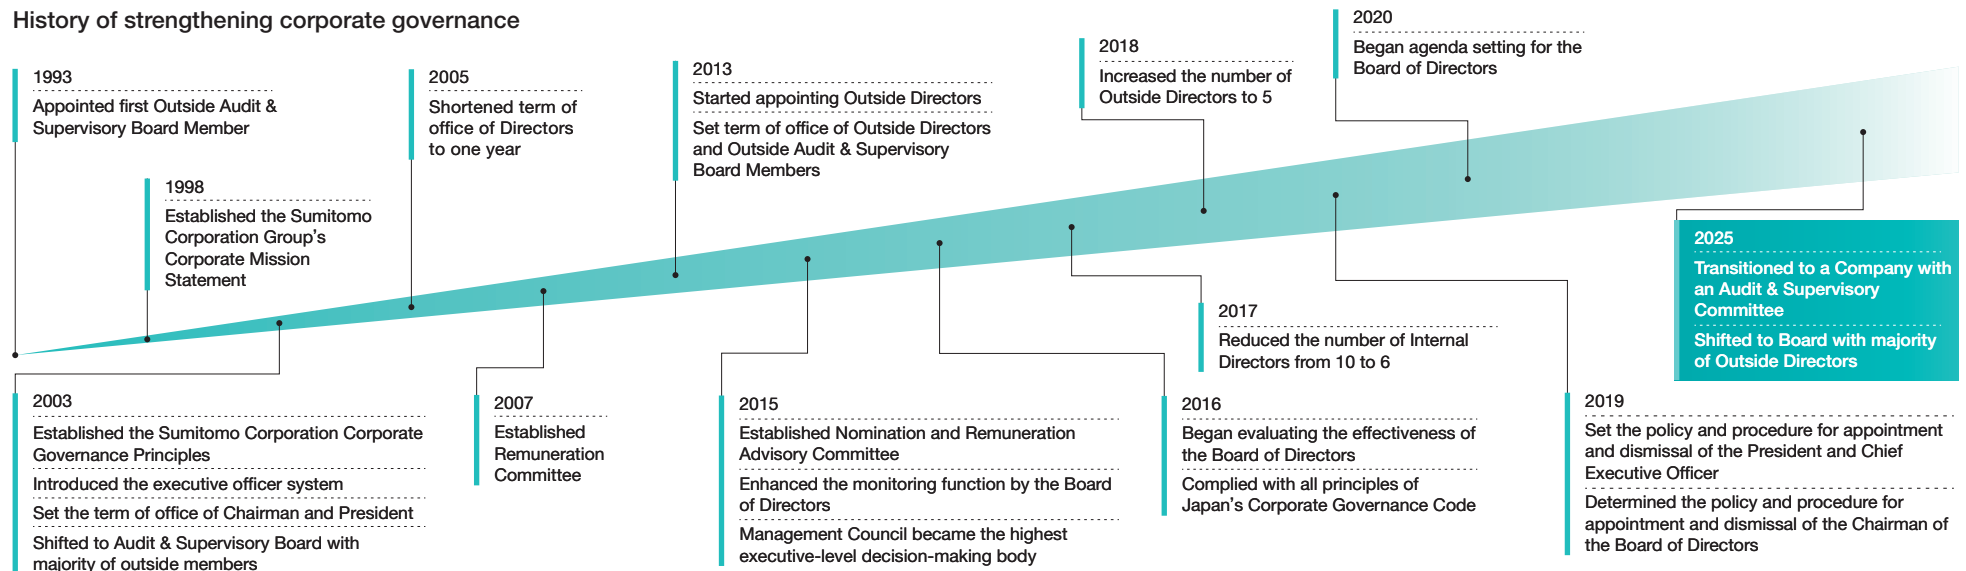 History of strengthening corporate governance
1993
Appointed first Outside Audit &
Supervisory Board Member
1998
Established the Sumitomo
Corporation Group's
Corporate Mission
Statement
2003
Established the Sumitomo Corporation Corporate
Governance Principles
Introduced the executive officer system
Set the term of office of Chairman and President
Shifted to Audit & Supervisory Board with
majority of outside members
2005
Shortened term of
office of Directors
to one year
2007
Established
Remuneration
Committee
2013
Started appointing Outside Directors
Set term of office of Outside Directors
and Outside Audit & Supervisory
Board Members
2015
Established Nomination and Remuneration
Advisory Committee
Enhanced the monitoring function by the Board
of Directors
Management Council became the highest
executive-level decision-making body
2016
Began evaluating the effectiveness of
the Board of Directors
Complied with all principles of
Japan's Corporate Governance Code
2017
Reduced the number of Internal
Directors from 10 to 6
2018
Increased the number of
Outside Directors to 5
2019
Set the policy and procedure for appointment
and dismissal of the President and Chief
Executive Officer
Determined the policy and procedure for
appointment and dismissal of the Chairman of
the Board of Directors
2020
Began agenda setting for the
Board of Directors
2025
Transitioned to a Company with
an Audit & Supervisory
Committee
Shifted to Board with majority
of Outside Directors